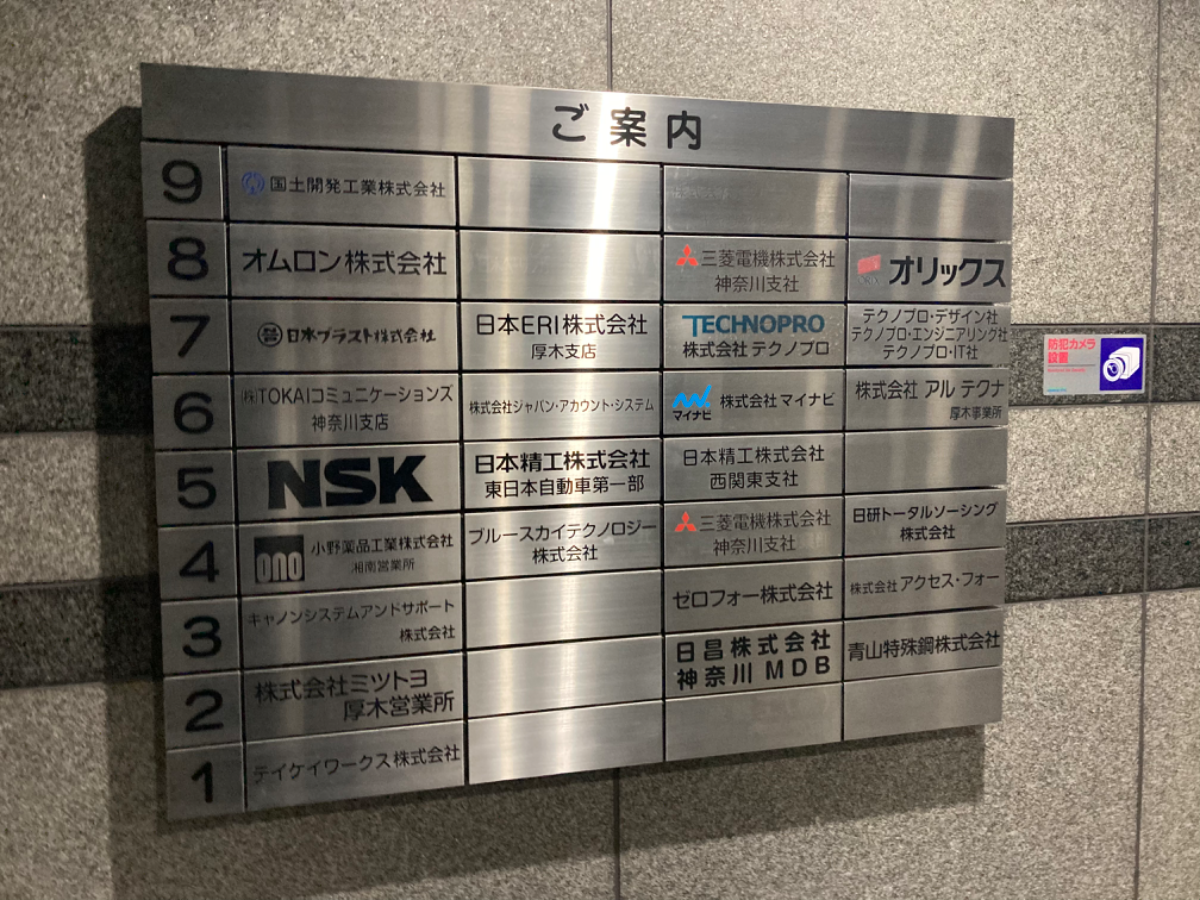 ご案内
9 国土開発工業株式会社
8 オムロン株式会社 三菱電機株式会社 オリックス
神奈川支社
7 日本プラスト株式会社 日本ERI株式会社 TECHNOPRO テクノプロ・デザイン社
厚木支店 株式会社 テクノプロ テクノプロ・エンジニアリング社
テクノプロ・IT社
6 (株)TOKAIコミュニケーションズ 株式会社ジャパン・アカウント・システム マイナビ 株式会社マイナビ 株式会社 アルテクナ
神奈川支店 厚木事業所
5 NSK 日本精工株式会社 日本精工株式会社
東日本自動車第一部 西関東支社
4 ono 小野薬品工業株式会社 ブルースカイテクノロジー 三菱電機株式会社 日研トータルソーシング
湘南営業所 株式会社 神奈川支社 株式会社
3 キヤノンシステムアンドサポート ゼロフォー株式会社 株式会社 アクセス・フォー
株式会社
2 株式会社ミツトヨ 日昌株式会社 青山特殊鋼株式会社
厚木営業所 神奈川 MDB
1 テイケイワークス株式会社
防犯カメラ
設置